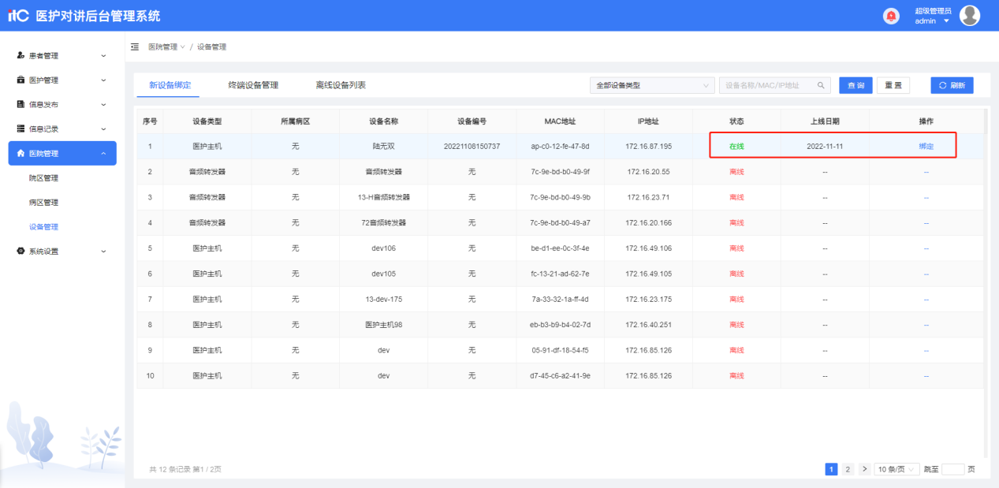 itC 医护对讲后台管理系统
超级管理员
admin
患者管理
医护管理
信息发布
信息记录
医院管理
院区管理
病区管理
设备管理
系统设置
医院管理 / 设备管理
新设备绑定 终端设备管理 离线设备列表 全部设备类型 设备名称/MAC/IP地址 查询 重置 刷新
序号 设备类型 所属病区 设备名称 设备编号 MAC地址 IP地址 状态 上线日期 操作
1 医护主机 无 陆无双 20221108150737 ap-c0-12-fe-47-8d 172.16.87.195 在线 2022-11-11 绑定
2 音频转发器 无 音频转发器 无 7c-9e-bd-b0-49-9f 172.16.20.55 离线 -- --
3 音频转发器 无 13-H音频转发器 无 7c-9e-bd-b0-49-9b 172.16.23.71 离线 -- --
4 音频转发器 无 72音频转发器 无 7c-9e-bd-b0-49-a7 172.16.20.166 离线 -- --
5 医护主机 无 dev106 无 be-d1-ee-0c-3f-4e 172.16.49.106 离线 -- --
6 医护主机 无 dev105 无 fc-13-21-ad-62-7e 172.16.49.105 离线 -- --
7 医护主机 无 13-dev-175 无 7a-33-32-1a-ff-4d 172.16.23.175 离线 -- --
8 医护主机 无 医护主机98 无 eb-b3-b9-b4-02-7d 172.16.40.251 离线 -- --
9 医护主机 无 dev 无 05-91-df-18-54-f5 172.16.85.126 离线 -- --
10 医护主机 无 dev 无 d7-45-c6-a2-41-9e 172.16.85.126 离线 -- --
共 12 条记录 第1 / 2页 1 2 > 10 条/页 跳至 页